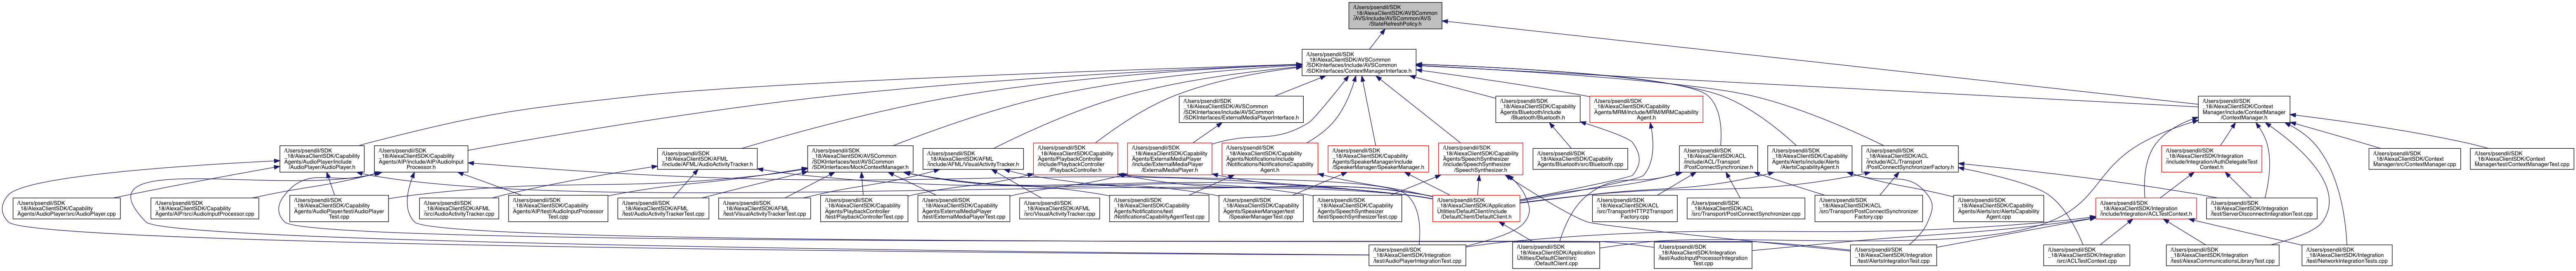 /Users/psendil/SDK
_18/AlexaClientSDK/AVSCommon
/AVS/include/AVSCommon/AVS
/StateRefreshPolicy.h
/Users/psendil/SDK
_18/AlexaClientSDK/AVSCommon
/SDKInterfaces/include/AVSCommon
/SDKInterfaces/ContextManagerInterface.h
/Users/psendil/SDK
_18/AlexaClientSDK/AVSCommon
/SDKInterfaces/include/AVSCommon
/SDKInterfaces/ExternalMediaPlayerInterface.h
/Users/psendil/SDK
_18/AlexaClientSDK/Capability
Agents/Bluetooth/include
/Bluetooth/Bluetooth.h
/Users/psendil/SDK
_18/AlexaClientSDK/Capability
Agents/MRM/include/MRM/MRMCapability
Agent.h
/Users/psendil/SDK
_18/AlexaClientSDK/Context
Manager/include/ContextManager
/ContextManager.h
/Users/psendil/SDK
_18/AlexaClientSDK/Capability
Agents/AudioPlayer/include
/AudioPlayer/AudioPlayer.h
/Users/psendil/SDK
_18/AlexaClientSDK/Capability
Agents/AIP/include/AIP/AudioInput
Processor.h
/Users/psendil/SDK
_18/AlexaClientSDK/AFML
/include/AFML/AudioActivityTracker.h
/Users/psendil/SDK
_18/AlexaClientSDK/AVSCommon
/SDKInterfaces/test/AVSCommon
/SDKInterfaces/MockContextManager.h
/Users/psendil/SDK
_18/AlexaClientSDK/AFML
/include/AFML/VisualActivityTracker.h
/Users/psendil/SDK
_18/AlexaClientSDK/Capability
Agents/PlaybackController
/include/PlaybackController
/PlaybackController.h
/Users/psendil/SDK
_18/AlexaClientSDK/Capability
Agents/ExternalMediaPlayer
/include/ExternalMediaPlayer
/ExternalMediaPlayer.h
/Users/psendil/SDK
_18/AlexaClientSDK/Capability
Agents/Notifications/include
/Notifications/NotificationsCapability
Agent.h
/Users/psendil/SDK
_18/AlexaClientSDK/Capability
Agents/SpeakerManager/include
/SpeakerManager/SpeakerManager.h
/Users/psendil/SDK
_18/AlexaClientSDK/Capability
Agents/SpeechSynthesizer
/include/SpeechSynthesizer
/SpeechSynthesizer.h
/Users/psendil/SDK
_18/AlexaClientSDK/Capability
Agents/Bluetooth/src/Bluetooth.cpp
/Users/psendil/SDK
_18/AlexaClientSDK/ACL
/include/ACL/Transport
/PostConnectSynchronizer.h
/Users/psendil/SDK
_18/AlexaClientSDK/Capability
Agents/Alerts/include/Alerts
/AlertsCapabilityAgent.h
/Users/psendil/SDK
_18/AlexaClientSDK/ACL
/include/ACL/Transport
/PostConnectSynchronizerFactory.h
/Users/psendil/SDK
_18/AlexaClientSDK/Integration
/include/Integration/AuthDelegateTest
Context.h
/Users/psendil/SDK
_18/AlexaClientSDK/Context
Manager/src/ContextManager.cpp
/Users/psendil/SDK
_18/AlexaClientSDK/Context
Manager/test/ContextManagerTest.cpp
/Users/psendil/SDK
_18/AlexaClientSDK/Capability
Agents/AudioPlayer/src/AudioPlayer.cpp
/Users/psendil/SDK
_18/AlexaClientSDK/Capability
Agents/AIP/src/AudioInputProcessor.cpp
/Users/psendil/SDK
_18/AlexaClientSDK/Capability
Agents/AudioPlayer/test/AudioPlayer
Test.cpp
/Users/psendil/SDK
_18/AlexaClientSDK/AFML
/src/AudioActivityTracker.cpp
/Users/psendil/SDK
_18/AlexaClientSDK/Capability
Agents/AIP/test/AudioInputProcessor
Test.cpp
/Users/psendil/SDK
_18/AlexaClientSDK/AFML
/test/AudioActivityTrackerTest.cpp
/Users/psendil/SDK
_18/AlexaClientSDK/AFML
/test/VisualActivityTrackerTest.cpp
/Users/psendil/SDK
_18/AlexaClientSDK/Capability
Agents/PlaybackController
/test/PlaybackControllerTest.cpp
/Users/psendil/SDK
_18/AlexaClientSDK/Capability
Agents/ExternalMediaPlayer
/test/ExternalMediaPlayerTest.cpp
/Users/psendil/SDK
_18/AlexaClientSDK/AFML
/src/VisualActivityTracker.cpp
/Users/psendil/SDK
_18/AlexaClientSDK/Capability
Agents/Notifications/test
/NotificationsCapabilityAgentTest.cpp
/Users/psendil/SDK
_18/AlexaClientSDK/Capability
Agents/SpeakerManager/test
/SpeakerManagerTest.cpp
/Users/psendil/SDK
_18/AlexaClientSDK/Capability
Agents/SpeechSynthesizer
/test/SpeechSynthesizerTest.cpp
/Users/psendil/SDK
_18/AlexaClientSDK/Application
Utilities/DefaultClient/include
/DefaultClient/DefaultClient.h
/Users/psendil/SDK
_18/AlexaClientSDK/ACL
/src/Transport/HTTP2Transport
Factory.cpp
/Users/psendil/SDK
_18/AlexaClientSDK/ACL
/src/Transport/PostConnectSynchronizer.cpp
/Users/psendil/SDK
_18/AlexaClientSDK/ACL
/src/Transport/PostConnectSynchronizer
Factory.cpp
/Users/psendil/SDK
_18/AlexaClientSDK/Capability
Agents/Alerts/src/AlertsCapability
Agent.cpp
/Users/psendil/SDK
_18/AlexaClientSDK/Integration
/include/Integration/ACLTestContext.h
/Users/psendil/SDK
_18/AlexaClientSDK/Integration
/test/ServerDisconnectIntegrationTest.cpp
/Users/psendil/SDK
_18/AlexaClientSDK/Integration
/test/AudioPlayerIntegrationTest.cpp
/Users/psendil/SDK
_18/AlexaClientSDK/Application
Utilities/DefaultClient/src
/DefaultClient.cpp
/Users/psendil/SDK
_18/AlexaClientSDK/Integration
/test/AudioInputProcessorIntegration
Test.cpp
/Users/psendil/SDK
_18/AlexaClientSDK/Integration
/test/AlertsIntegrationTest.cpp
/Users/psendil/SDK
_18/AlexaClientSDK/Integration
/src/ACLTestContext.cpp
/Users/psendil/SDK
_18/AlexaClientSDK/Integration
/test/AlexaCommunicationsLibraryTest.cpp
/Users/psendil/SDK
_18/AlexaClientSDK/Integration
/test/NetworkIntegrationTests.cpp